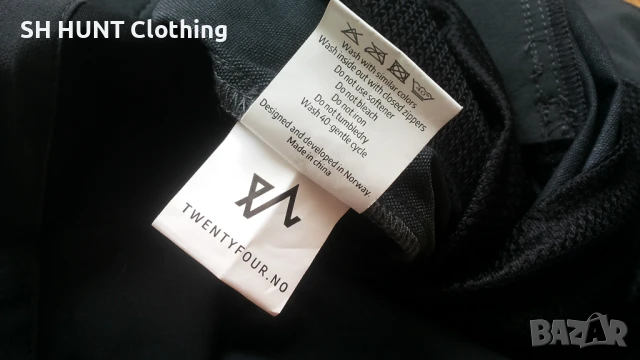 SH HUNT Clothing
Wash with similar colors
Wash inside out with closed zippers
Do not use softener
Do not bleach
Do not iron
Do not tumbledry
Wash 40· gentle cycle
Designed and developed in Norway.
Made in china
TWENTYFOUR.NO
BAZAR